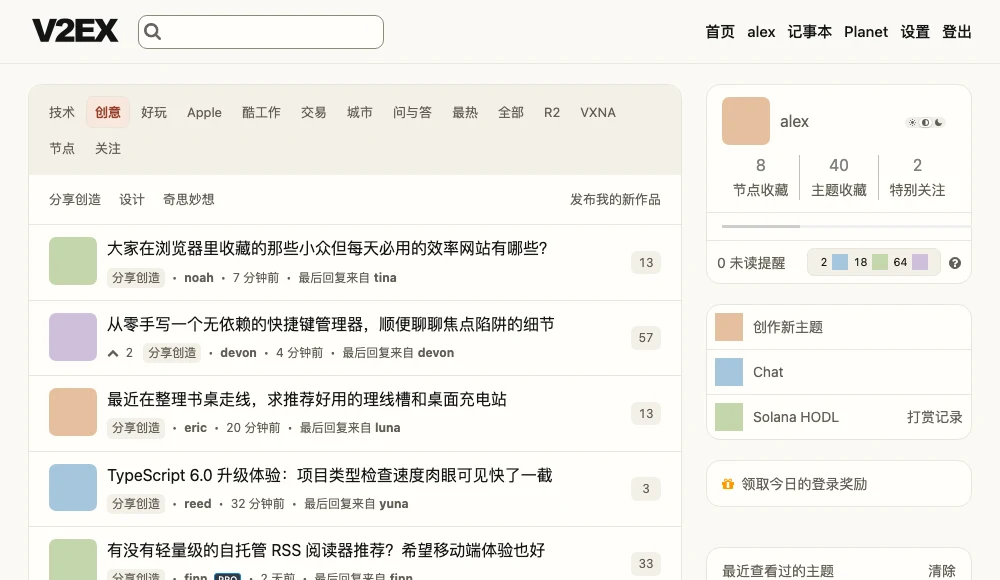 V2EX
首页 alex 记事本 Planet 设置 登出
技术 创意 好玩 Apple 酷工作 交易 城市 问与答 最热 全部 R2 VXNA
节点 关注
分享创造 设计 奇思妙想 发布我的新作品
大家在浏览器里收藏的那些小众但每天必用的效率网站有哪些?
分享创造 • noah • 7 分钟前 • 最后回复来自 tina
13
从零手写一个无依赖的快捷键管理器，顺便聊聊焦点陷阱的细节
2 分享创造 • devon • 4 分钟前 • 最后回复来自 devon
57
最近在整理书桌走线，求推荐好用的理线槽和桌面充电站
分享创造 • eric • 20 分钟前 • 最后回复来自 luna
13
TypeScript 6.0 升级体验：项目类型检查速度肉眼可见快了一截
分享创造 • reed • 32 分钟前 • 最后回复来自 yuna
3
有没有轻量级的自托管 RSS 阅读器推荐？希望移动端体验也好
分享创造 • finn PRO • 2 天前 • 最后回复来自 finn
33
alex
8 40 2
节点收藏 主题收藏 特别关注
0 未读提醒 2 18 64
创作新主题
Chat
Solana HODL 打赏记录
领取今日的登录奖励
最近查看过的主题 清除